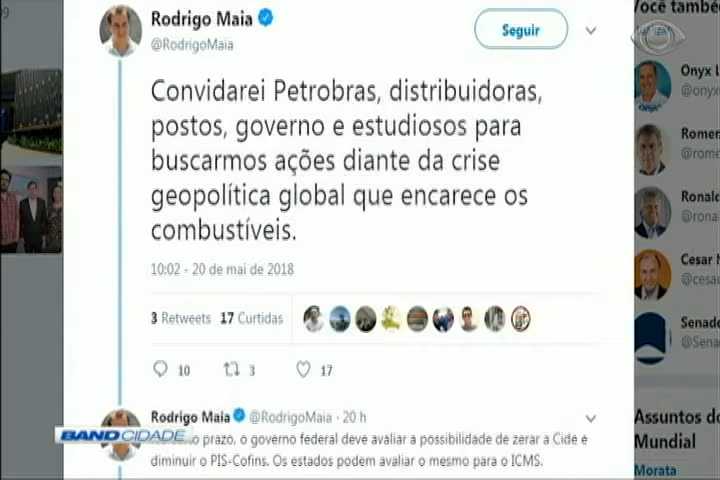 Rodrigo Maia
@RodrigoMaia
Seguir
Convidarei Petrobras, distribuidoras,
postos, governo e estudiosos para
buscarmos ações diante da crise
geopolítica global que encarece os
combustíveis.
10:02 - 20 de mai de 2018
3 Retweets 17 Curtidas
10 3 17
Rodrigo Maia @RodrigoMaia · 20 h
prazo, o governo federal deve avaliar a possibilidade de zerar a Cide e
diminuir o PIS-Cofins. Os estados podem avaliar o mesmo para o ICMS.
BAND CIDADE
Você també
Onyx L
@onyx
Romer
@rome
Ronald
@rona
Cesar
@cesa
Senado
@Sena
Assuntos do
Mundial
Morata